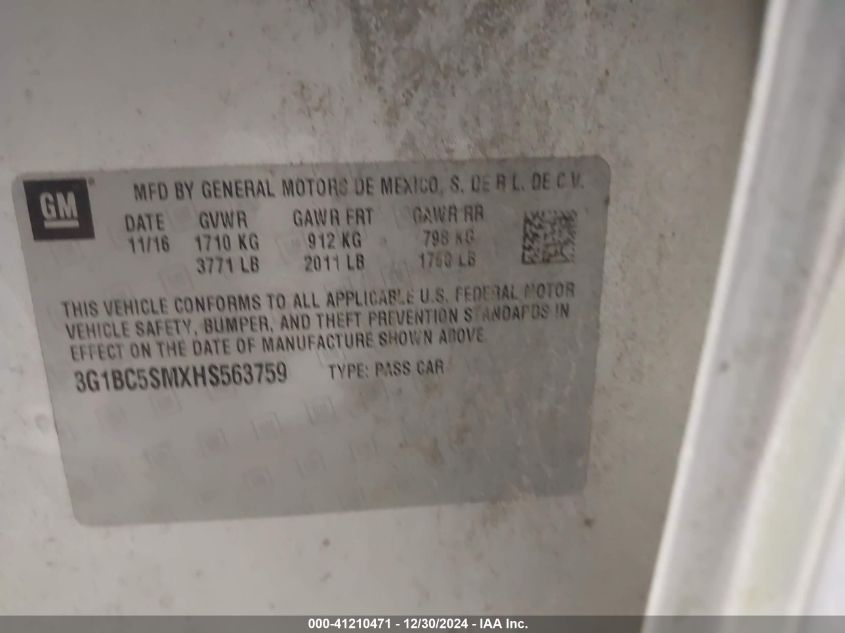 GM
MFD BY GENERAL MOTORS DE MEXICO, S. DE R L. DE C.V.
DATE GVWR GAWR FRT GAWR RR
11/16 1710 KG 912 KG 798 KG
3771 LB 2011 LB LB
THIS VEHICLE CONFORMS TO ALL APPLICABLE U.S. FEDERAL MOTOR
VEHICLE SAFETY, BUMPER, AND THEFT PREVENTION STANDARDS IN
EFFECT ON THE DATE OF MANUFACTURE SHOWN ABOVE.
3G1BC5SMXHS563759 TYPE: PASS CAR
000-41210471 - 12/30/2024 - IAA Inc.